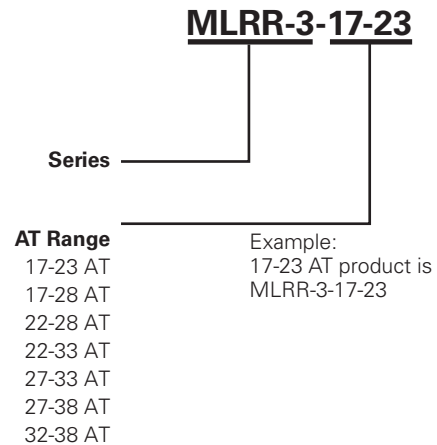 MLRR-3-17-23
Series
AT Range
17-23 AT
17-28 AT
22-28 AT
22-33 AT
27-33 AT
27-38 AT
32-38 AT
Example:
17-23 AT product is
MLRR-3-17-23